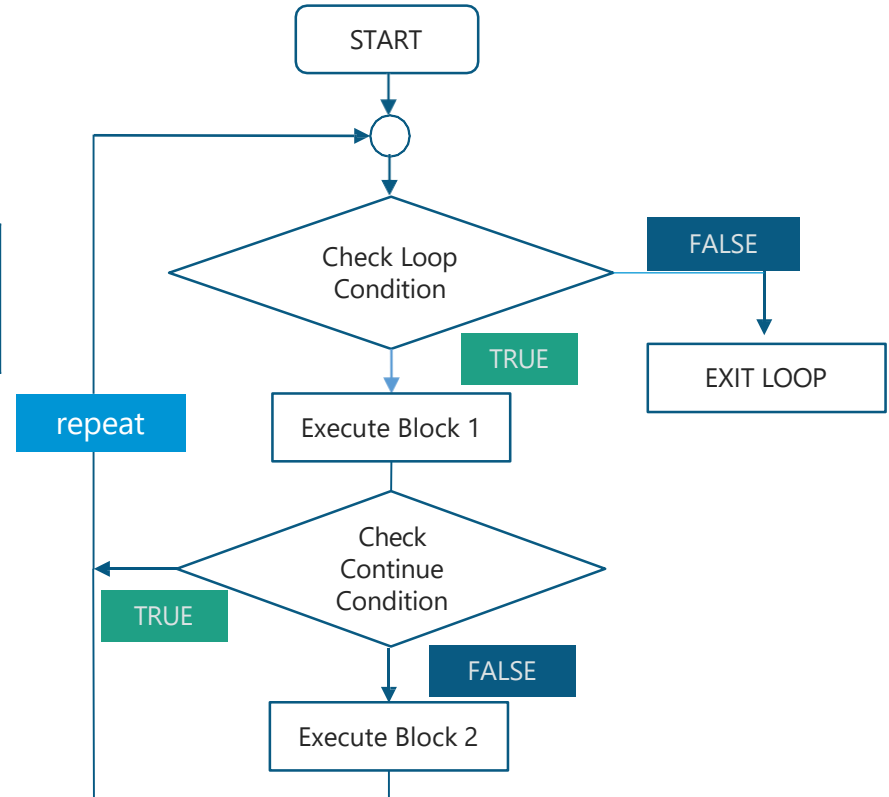 START
Check Loop
Condition
FALSE
TRUE
EXIT LOOP
repeat
Execute Block 1
Check
Continue
Condition
TRUE
FALSE
Execute Block 2